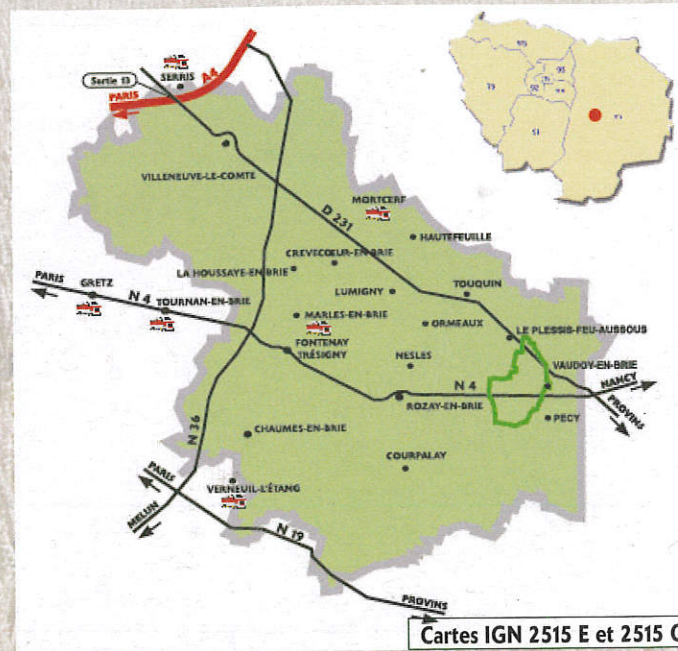 Sortie 13
SERRIS
A4
PARIS
VILLENEUVE-LE-COMTE
MORTCERF
D 231
HAUTEFEUILLE
CREVECŒUR-EN-BRIE
LA HOUSSAYE-EN-BRIE
PARIS
GRETZ
N 4
TOURNAN-EN-BRIE
LUMIGNY
TOUQUIN
MARLES-EN-BRIE
ORMEAUX
LE PLESSIS-FEU-AUSSOUS
FONTENAY
TRÉSIGNY
NESLES
VAUDOY-EN-BRIE
N 4
NANCY
ROZAY-EN-BRIE
PROVINS
PECY
N 36
CHAUMES-EN-BRIE
COURPALAY
PARIS
VERNEUIL-L'ÉTANG
MELUN
N 19
PROVINS
Cartes IGN 2515 E et 2515 O